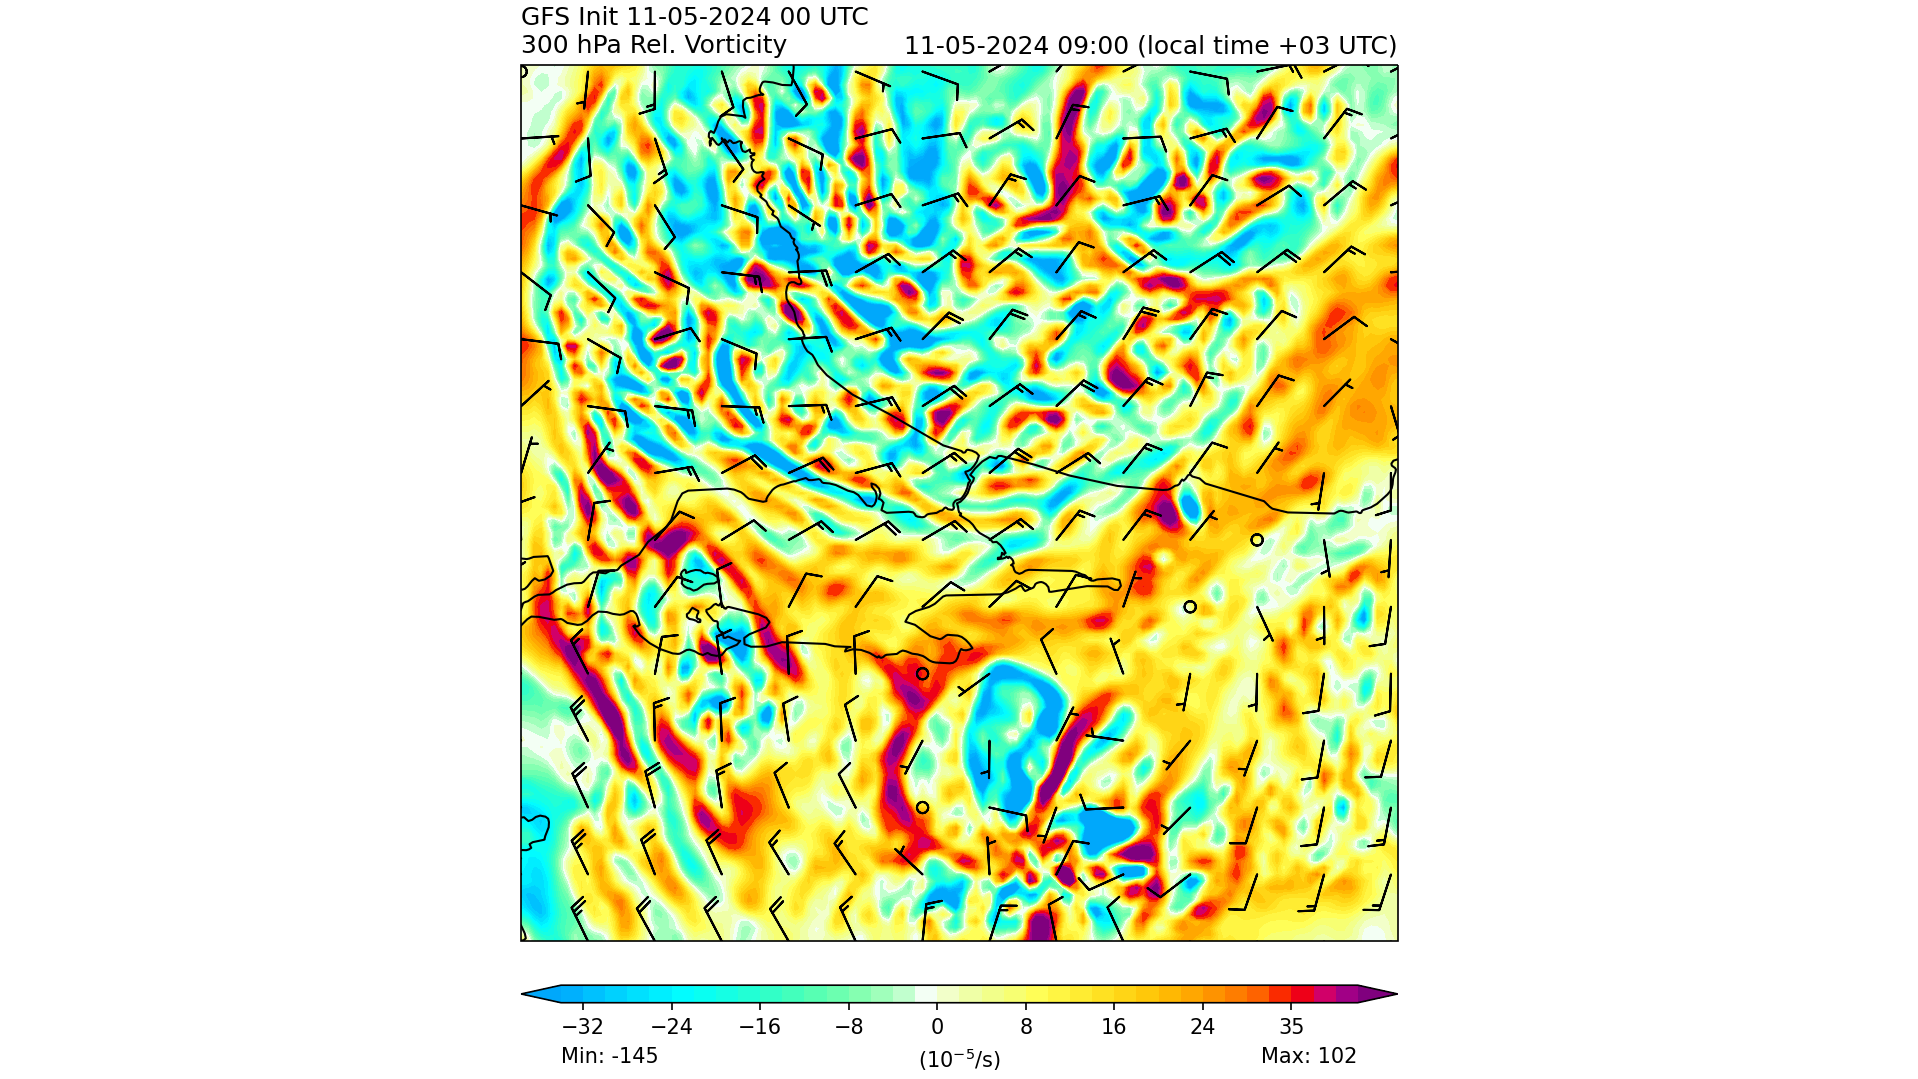 GFS Init 11-05-2024 00 UTC
300 hPa Rel. Vorticity
11-05-2024 09:00 (local time +03 UTC)
−32 −24 −16 −8 0 8 16 24 35
Min: -145 (10⁻⁵/s) Max: 102